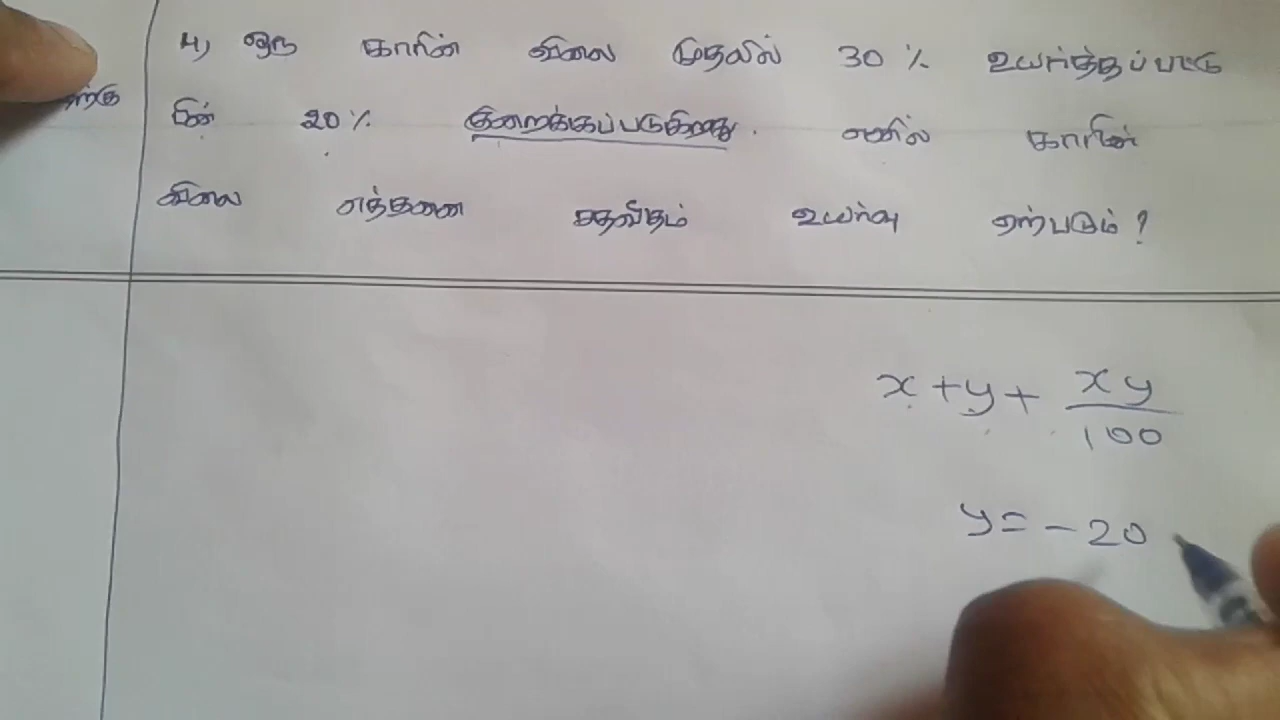 4) ஒரு காரின் விலை முதலில் 30 % உயர்த்தப்பட்டு
பின் 20 % குறைக்கப்படுகிறது. எனில் காரின்
விலை எத்தனை சதவீதம் உயர்வு ஏற்படும் ?
x + y + xy / 100
y = - 20